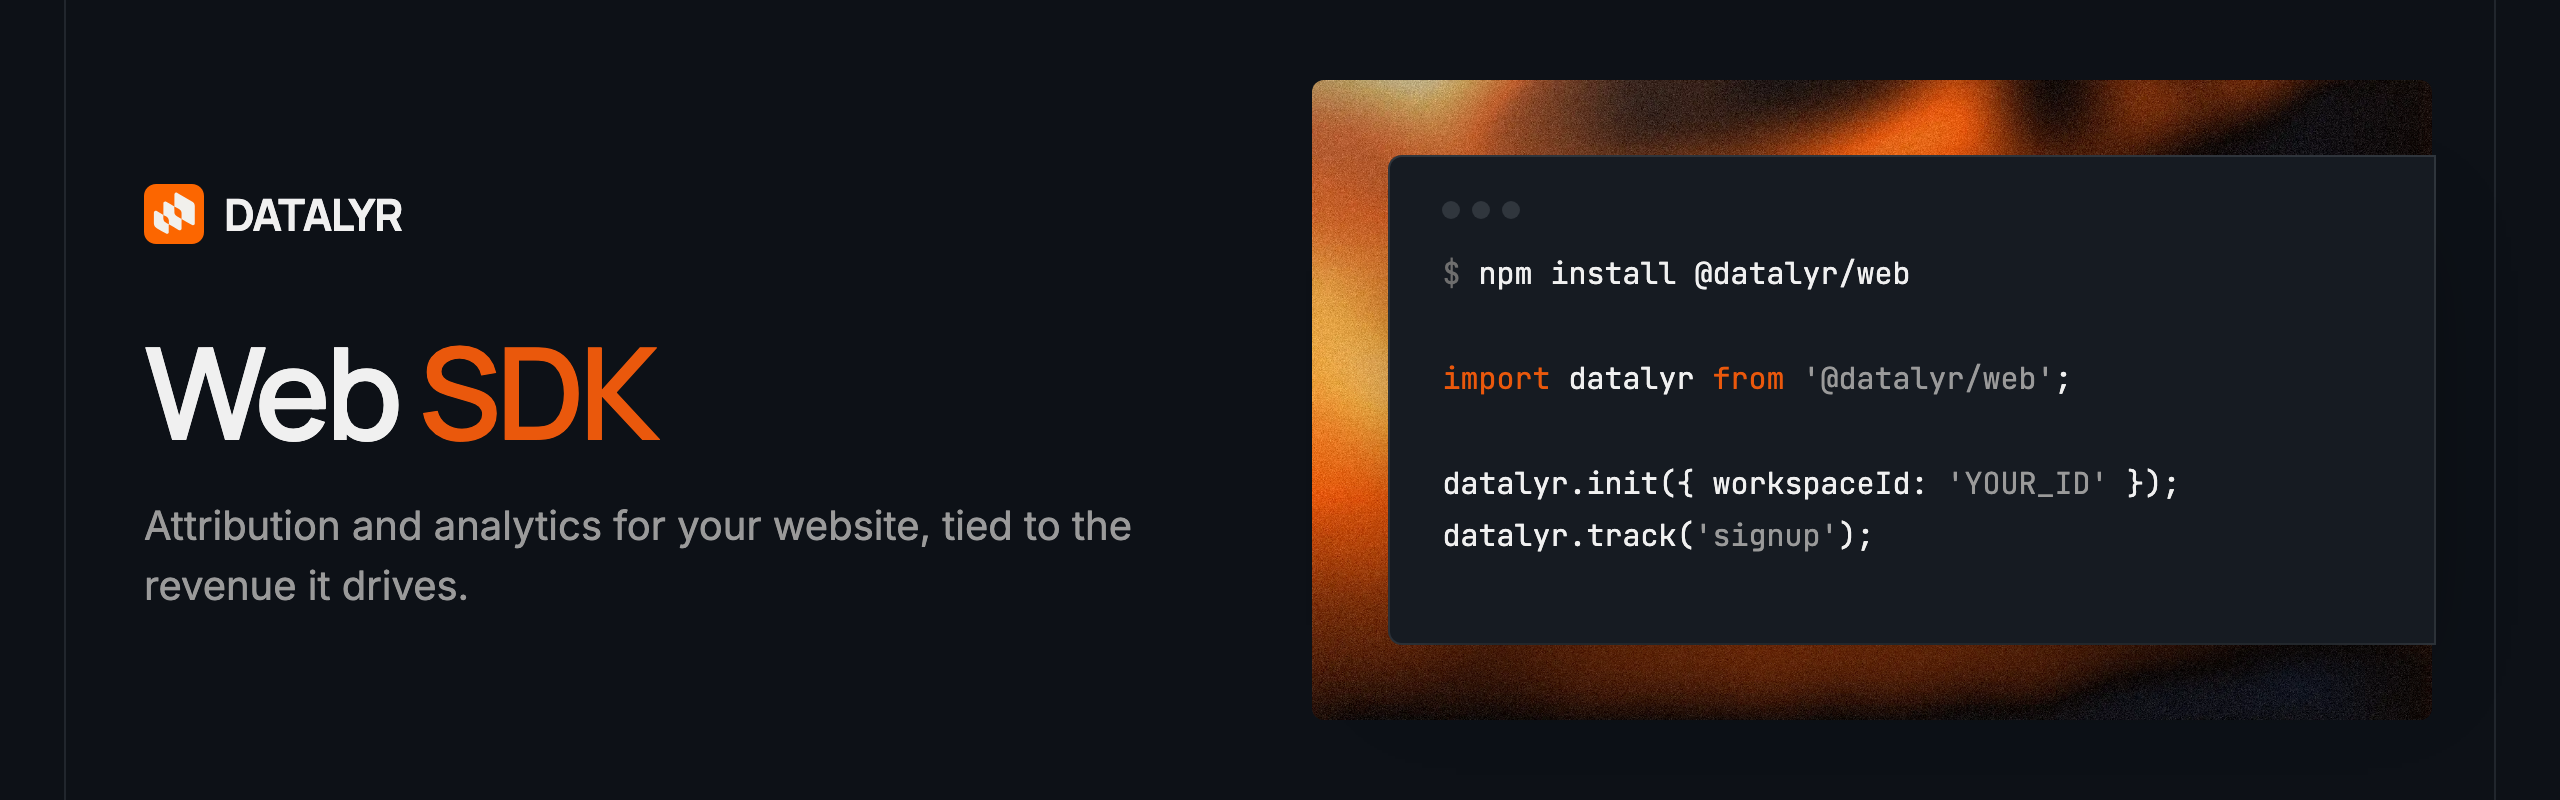 DATALYR
Web SDK
Attribution and analytics for your website, tied to the
revenue it drives.
$ npm install @datalyr/web
import datalyr from '@datalyr/web';
datalyr.init({ workspaceId: 'YOUR_ID' });
datalyr.track('signup');